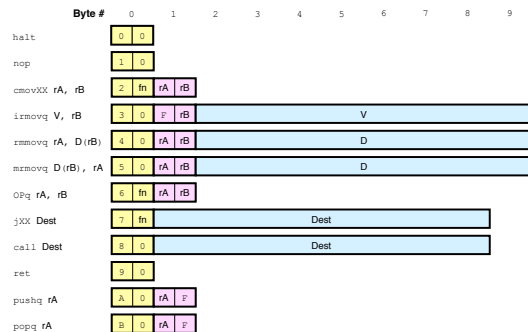 Byte # 0 1 2 3 4 5 6 7 8 9
halt 0 0
nop 1 0
cmovXX rA, rB 2 fn rA rB
irmovq V, rB 3 0 F rB V
rmmovq rA, D(rB) 4 0 rA rB D
mrmovq D(rB), rA 5 0 rA rB D
OPq rA, rB 6 fn rA rB
jXX Dest 7 fn Dest
call Dest 8 0 Dest
ret 9 0
pushq rA A 0 rA F
popq rA B 0 rA F